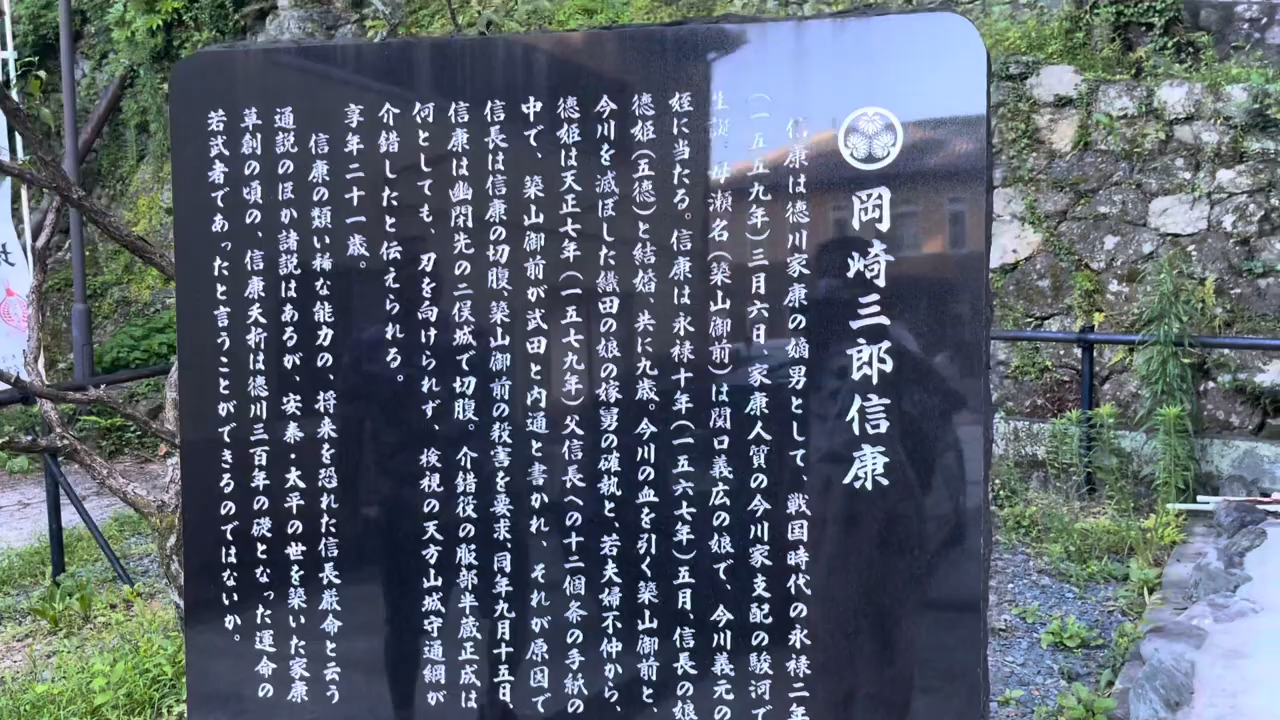 岡崎三郎信康
信康は徳川家康の嫡男として、戦国時代の永禄二年
(一五五九年)三月六日、家康人質の今川家支配の駿河で
生誕。母瀬名(築山御前)は関口義広の娘で、今川義元の
姪に当たる。信康は永禄十年(一五六七年)五月、信長の娘
徳姫(五徳)と結婚、共に九歳。今川の血を引く築山御前と、
今川を滅ぼした織田の娘の嫁舅の確執と、若夫婦不仲から、
徳姫は天正七年(一五七九年)父信長への十二個条の手紙の
中で、築山御前が武田と内通と書かれ、それが原因で
信長は信康の切腹、築山御前の殺害を要求、同年九月十五日、
信康は幽閉先の二俣城で切腹。介錯役の服部半蔵正成は
何としても、刃を向けられず、検視の天方山城守通綱が
介錯したと伝えられる。
享年二十一歳。
信康の類い稀な能力の、将来を恐れた信長厳命と云う
通説のほか諸説はあるが、安泰・太平の世を築いた家康
草創の頃の、信康夭折は徳川三百年の礎となった運命の
若武者であったと言うことができるのではないか。